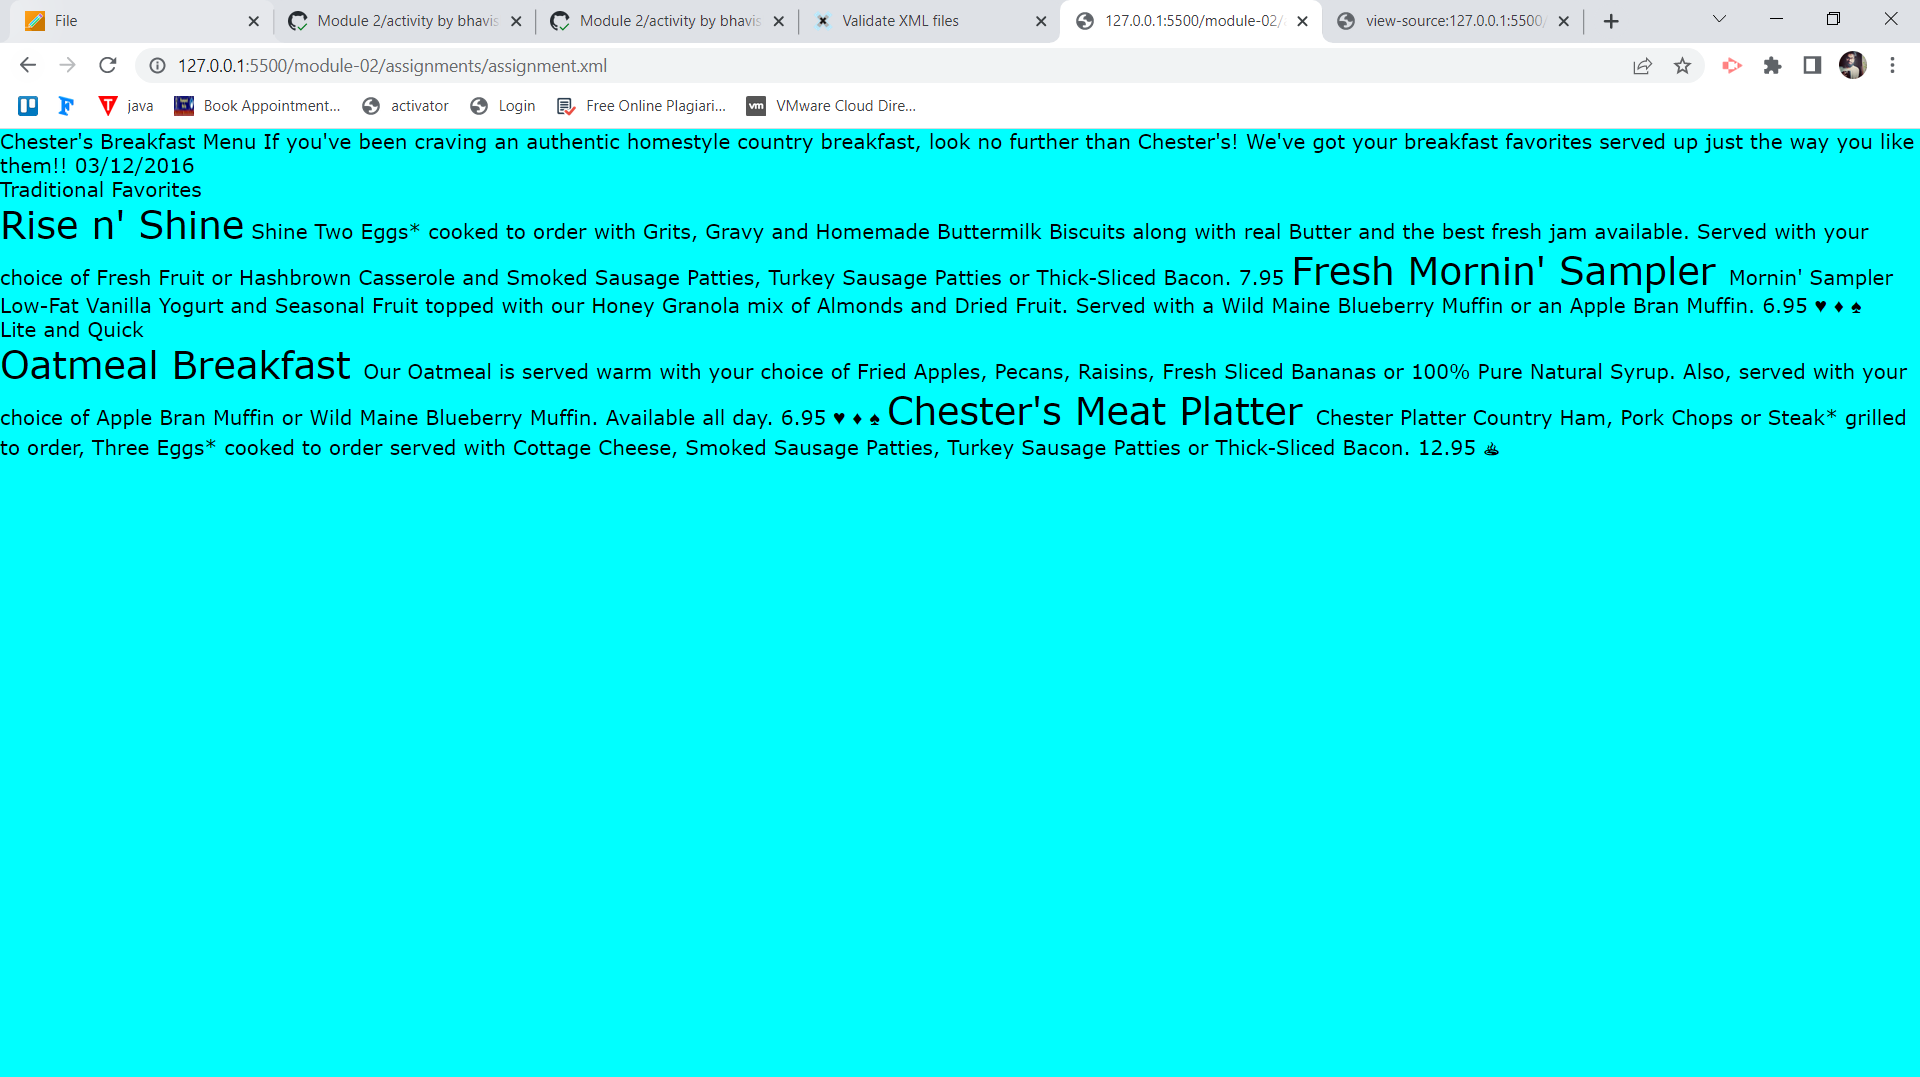 File
Module 2/activity by bhavis
Module 2/activity by bhavis
Validate XML files
127.0.0.1:5500/module-02/
view-source:127.0.0.1:5500/
127.0.0.1:5500/module-02/assignments/assignment.xml
java
Book Appointment...
activator
Login
Free Online Plagiari...
vm
VMware Cloud Dire...
Chester's Breakfast Menu If you've been craving an authentic homestyle country breakfast, look no further than Chester's! We've got your breakfast favorites served up just the way you like
them!! 03/12/2016
Traditional Favorites
Rise n' Shine Shine Two Eggs* cooked to order with Grits, Gravy and Homemade Buttermilk Biscuits along with real Butter and the best fresh jam available. Served with your
choice of Fresh Fruit or Hashbrown Casserole and Smoked Sausage Patties, Turkey Sausage Patties or Thick-Sliced Bacon. 7.95 Fresh Mornin' Sampler Mornin' Sampler
Low-Fat Vanilla Yogurt and Seasonal Fruit topped with our Honey Granola mix of Almonds and Dried Fruit. Served with a Wild Maine Blueberry Muffin or an Apple Bran Muffin. 6.95 ♥ ♦ ♠
Lite and Quick
Oatmeal Breakfast Our Oatmeal is served warm with your choice of Fried Apples, Pecans, Raisins, Fresh Sliced Bananas or 100% Pure Natural Syrup. Also, served with your
choice of Apple Bran Muffin or Wild Maine Blueberry Muffin. Available all day. 6.95 ♥ ♦ ♠ Chester's Meat Platter Chester Platter Country Ham, Pork Chops or Steak* grilled
to order, Three Eggs* cooked to order served with Cottage Cheese, Smoked Sausage Patties, Turkey Sausage Patties or Thick-Sliced Bacon. 12.95 ♨